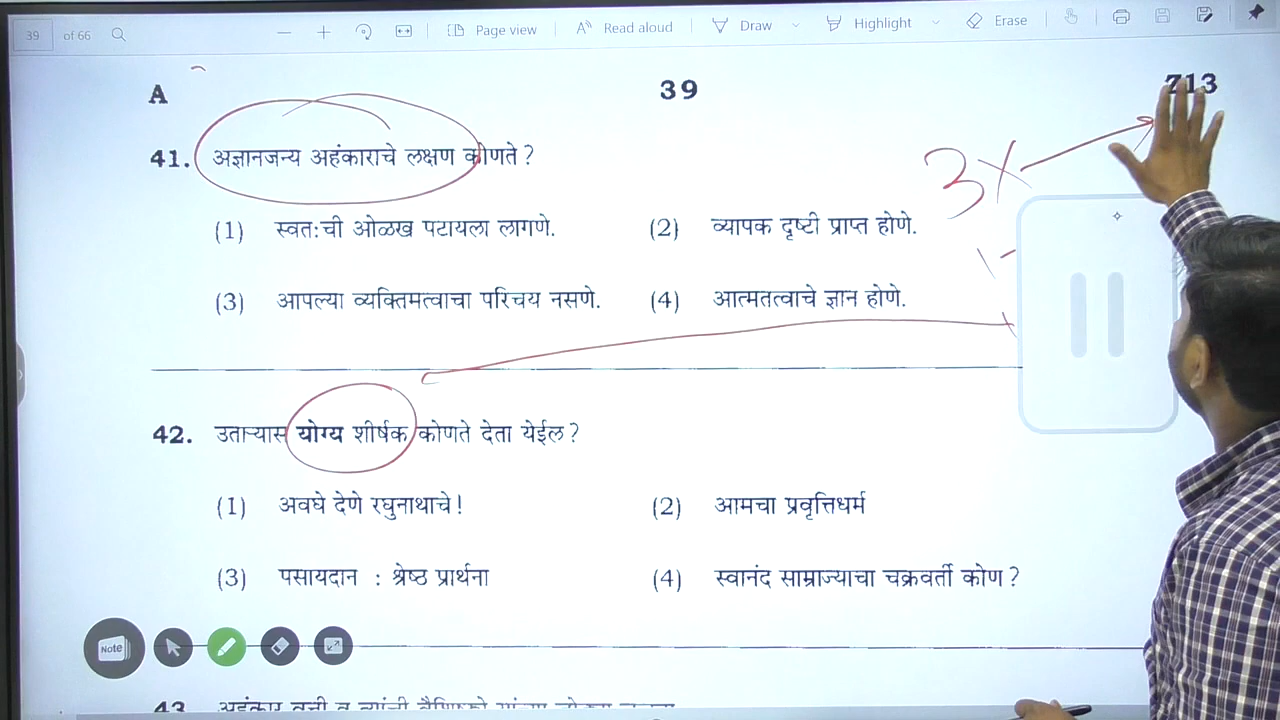 39 of 66 Page view Read aloud Draw Highlight Erase
A 39 713
41. अज्ञानजन्य अहंकाराचे लक्षण कोणते ?
3x
(1) स्वतःची ओळख पटायला लागणे. (2) व्यापक दृष्टी प्राप्त होणे.
(3) आपल्या व्यक्तिमत्वाचा परिचय नसणे. (4) आत्मतत्वाचे ज्ञान होणे.
42. उताऱ्यास योग्य शीर्षक कोणते देता येईल ?
(1) अवघे देणे रघुनाथाचे ! (2) आमचा प्रवृत्तिधर्म
(3) पसायदान : श्रेष्ठ प्रार्थना (4) स्वानंद साम्राज्याचा चक्रवर्ती कोण ?
Note
43